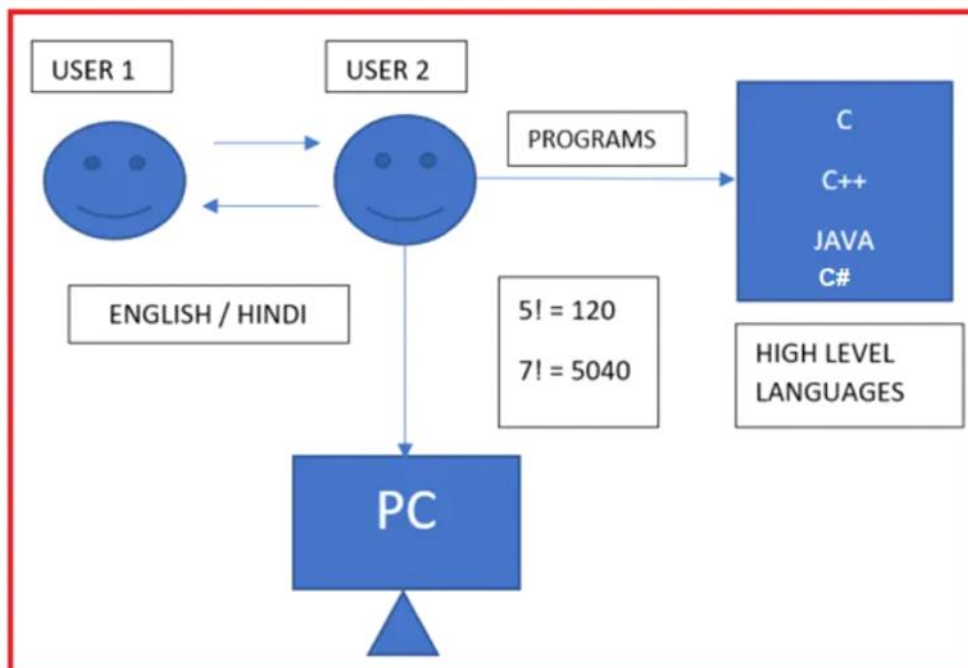 USER 1
USER 2
PROGRAMS
C
C++
JAVA
C#
ENGLISH / HINDI
5! = 120
7! = 5040
HIGH LEVEL
LANGUAGES
PC